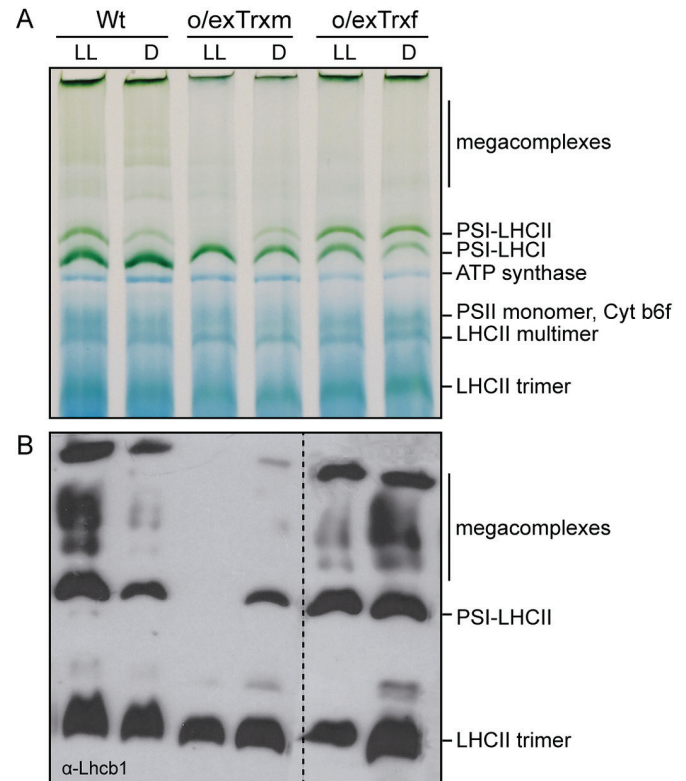 A
Wt o/exTrxm o/exTrxf
LL D LL D LL D
megacomplexes
PSI-LHCII
PSI-LHCI
ATP synthase
PSII monomer, Cyt b6f
LHCII multimer
LHCII trimer
B
megacomplexes
PSI-LHCII
LHCII trimer
α-Lhcb1